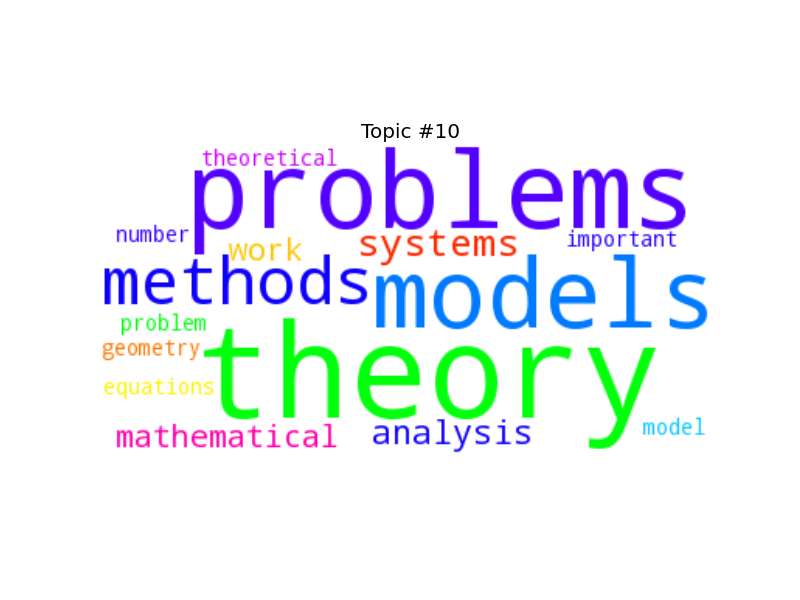 Topic #10
theoretical
problems
number
work
systems
important
methods
models
problem
geometry
theory
equations
mathematical
analysis
model